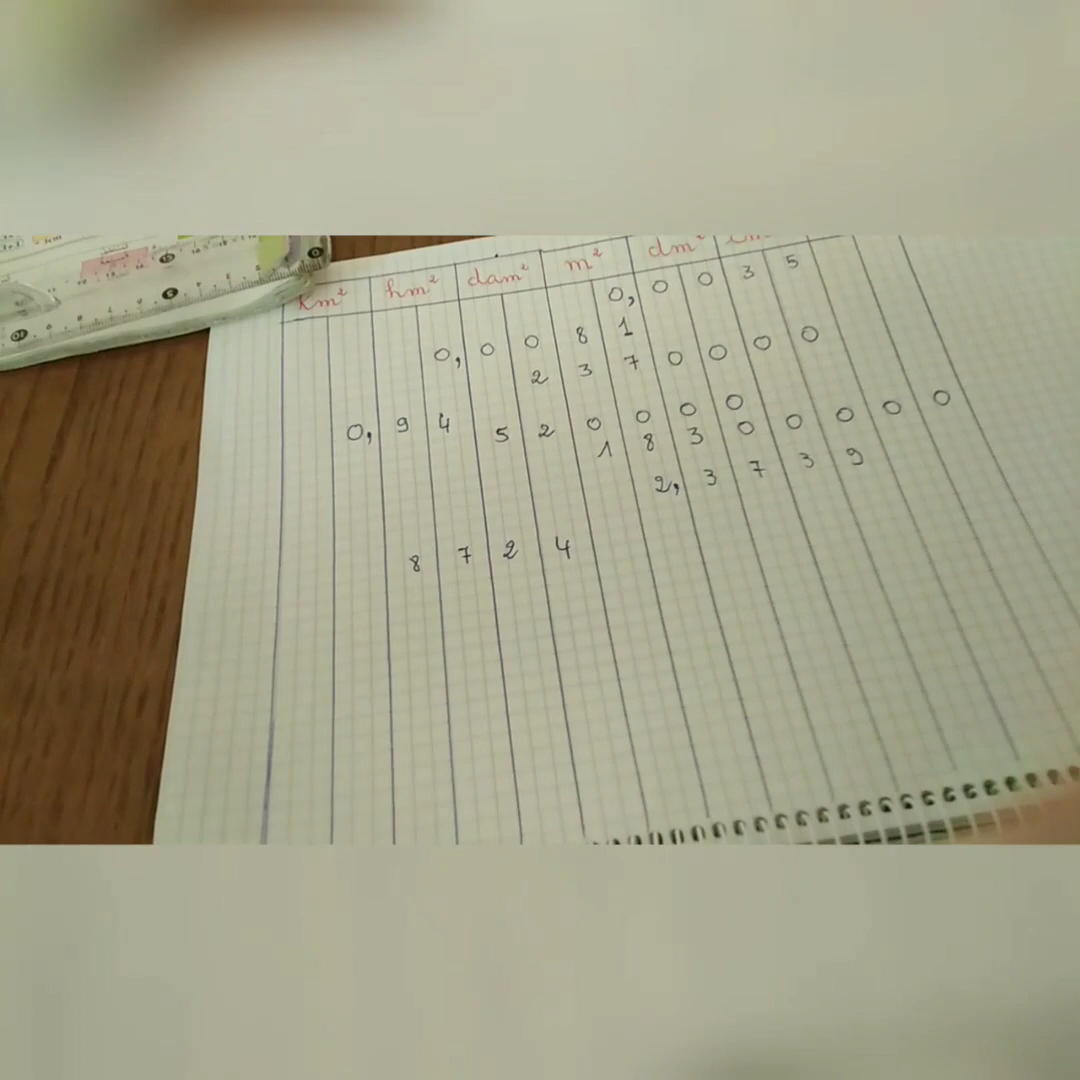 km² hm² dam² m² dm²
0, 0 0 3 5
0, 0 0 8 1
2 3 7 0 0 0 0
0, 9 4 5 2 0 0 0 0
1 8 3 0 0 0 0 0
2, 3 7 3 9
8 7 2 4